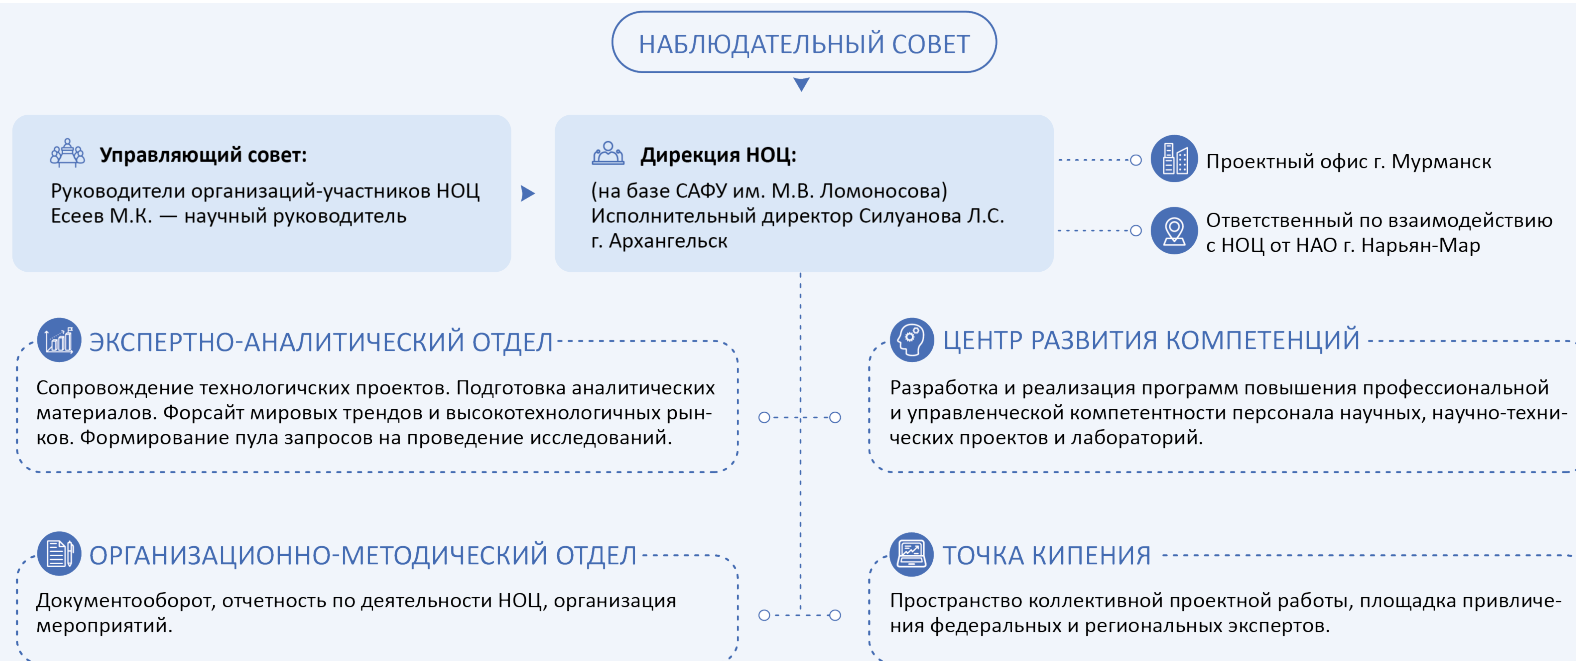 НАБЛЮДАТЕЛЬНЫЙ СОВЕТ
Управляющий совет:
Руководители организаций-участников НОЦ
Есеев М.К. — научный руководитель
Дирекция НОЦ:
(на базе САФУ им. М.В. Ломоносова)
Исполнительный директор Силуанова Л.С.
г. Архангельск
Проектный офис г. Мурманск
Ответственный по взаимодействию
с НОЦ от НАО г. Нарьян-Мар
ЭКСПЕРТНО-АНАЛИТИЧЕСКИЙ ОТДЕЛ
Сопровождение технологичских проектов. Подготовка аналитических
материалов. Форсайт мировых трендов и высокотехнологичных рын-
ков. Формирование пула запросов на проведение исследований.
ЦЕНТР РАЗВИТИЯ КОМПЕТЕНЦИЙ
Разработка и реализация программ повышения профессиональной
и управленческой компетентности персонала научных, научно-техни-
ческих проектов и лабораторий.
ОРГАНИЗАЦИОННО-МЕТОДИЧЕСКИЙ ОТДЕЛ
Документооборот, отчетность по деятельности НОЦ, организация
мероприятий.
ТОЧКА КИПЕНИЯ
Пространство коллективной проектной работы, площадка привличе-
ния федеральных и региональных экспертов.